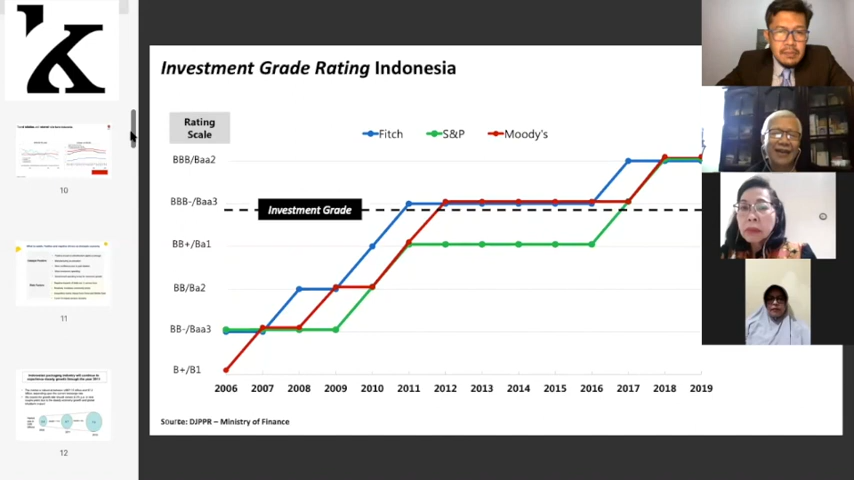 k
10
11
12
Investment Grade Rating Indonesia
Rating
Scale
Fitch
S&P
Moody's
BBB/Baa2
BBB-/Baa3
Investment Grade
BB+/Ba1
BB/Ba2
BB-/Baa3
B+/B1
2006 2007 2008 2009 2010 2011 2012 2013 2014 2015 2016 2017 2018 2019
Source: DJPPR – Ministry of Finance